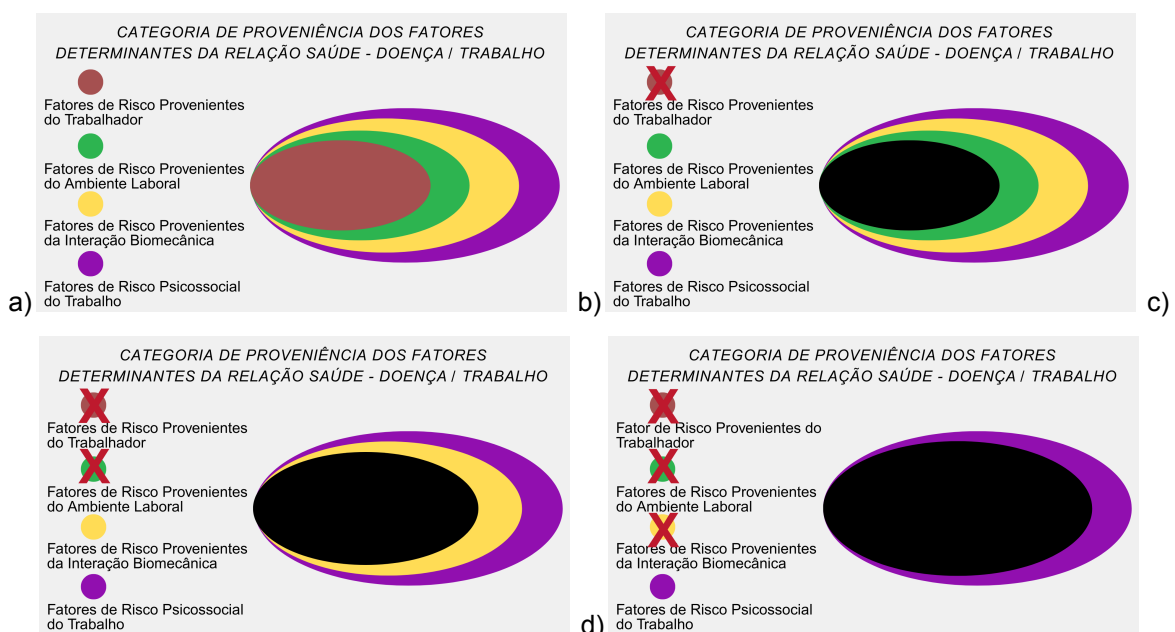 CATEGORIA DE PROVENIÊNCIA DOS FATORES
DETERMINANTES DA RELAÇÃO SAÚDE - DOENÇA / TRABALHO
Fatores de Risco Provenientes
do Trabalhador
Fatores de Risco Provenientes
do Ambiente Laboral
Fatores de Risco Provenientes
da Interação Biomecânica
Fatores de Risco Psicossocial
do Trabalho
a)
CATEGORIA DE PROVENIÊNCIA DOS FATORES
DETERMINANTES DA RELAÇÃO SAÚDE - DOENÇA / TRABALHO
X
Fatores de Risco Provenientes
do Trabalhador
Fatores de Risco Provenientes
do Ambiente Laboral
Fatores de Risco Provenientes
da Interação Biomecânica
Fatores de Risco Psicossocial
do Trabalho
b)
c)
CATEGORIA DE PROVENIÊNCIA DOS FATORES
DETERMINANTES DA RELAÇÃO SAÚDE - DOENÇA / TRABALHO
X
Fatores de Risco Provenientes
do Trabalhador
X
Fatores de Risco Provenientes
do Ambiente Laboral
Fatores de Risco Provenientes
da Interação Biomecânica
Fatores de Risco Psicossocial
do Trabalho
d)
CATEGORIA DE PROVENIÊNCIA DOS FATORES
DETERMINANTES DA RELAÇÃO SAÚDE - DOENÇA / TRABALHO
X
Fator de Risco Provenientes do
Trabalhador
X
Fatores de Risco Provenientes
do Ambiente Laboral
X
Fatores de Risco Provenientes
da Interação Biomecânica
Fatores de Risco Psicossocial
do Trabalho